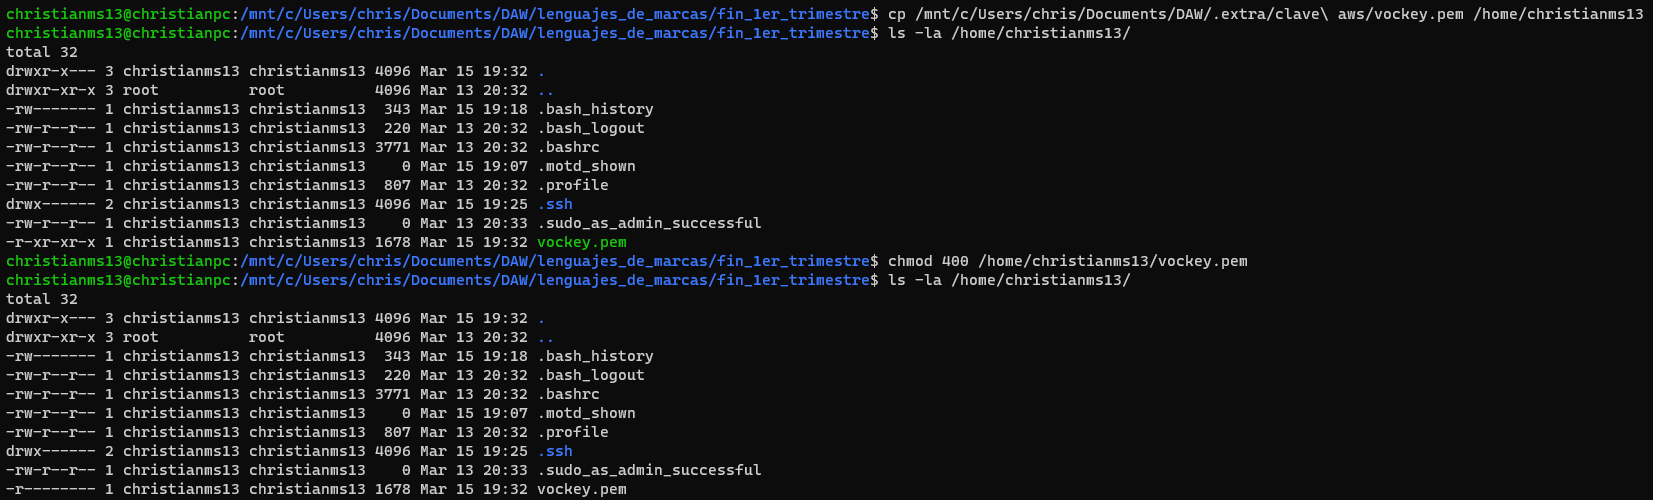 christianms13@christianpc:/mnt/c/Users/chris/Documents/DAW/lenguajes_de_marcas/fin_1er_trimestre$ cp /mnt/c/Users/chris/Documents/DAW/.extra/clave\ aws/vockey.pem /home/christianms13
christianms13@christianpc:/mnt/c/Users/chris/Documents/DAW/lenguajes_de_marcas/fin_1er_trimestre$ ls -la /home/christianms13/
total 32
drwxr-x--- 3 christianms13 christianms13 4096 Mar 15 19:32 .
drwxr-xr-x 3 root          root          4096 Mar 13 20:32 ..
-rw------- 1 christianms13 christianms13  343 Mar 15 19:18 .bash_history
-rw-r--r-- 1 christianms13 christianms13  220 Mar 13 20:32 .bash_logout
-rw-r--r-- 1 christianms13 christianms13 3771 Mar 13 20:32 .bashrc
-rw-r--r-- 1 christianms13 christianms13    0 Mar 15 19:07 .motd_shown
-rw-r--r-- 1 christianms13 christianms13  807 Mar 13 20:32 .profile
drwx------ 2 christianms13 christianms13 4096 Mar 15 19:25 .ssh
-rw-r--r-- 1 christianms13 christianms13    0 Mar 13 20:33 .sudo_as_admin_successful
-r-xr-xr-x 1 christianms13 christianms13 1678 Mar 15 19:32 vockey.pem
christianms13@christianpc:/mnt/c/Users/chris/Documents/DAW/lenguajes_de_marcas/fin_1er_trimestre$ chmod 400 /home/christianms13/vockey.pem
christianms13@christianpc:/mnt/c/Users/chris/Documents/DAW/lenguajes_de_marcas/fin_1er_trimestre$ ls -la /home/christianms13/
total 32
drwxr-x--- 3 christianms13 christianms13 4096 Mar 15 19:32 .
drwxr-xr-x 3 root          root          4096 Mar 13 20:32 ..
-rw------- 1 christianms13 christianms13  343 Mar 15 19:18 .bash_history
-rw-r--r-- 1 christianms13 christianms13  220 Mar 13 20:32 .bash_logout
-rw-r--r-- 1 christianms13 christianms13 3771 Mar 13 20:32 .bashrc
-rw-r--r-- 1 christianms13 christianms13    0 Mar 15 19:07 .motd_shown
-rw-r--r-- 1 christianms13 christianms13  807 Mar 13 20:32 .profile
drwx------ 2 christianms13 christianms13 4096 Mar 15 19:25 .ssh
-rw-r--r-- 1 christianms13 christianms13    0 Mar 13 20:33 .sudo_as_admin_successful
-r-------- 1 christianms13 christianms13 1678 Mar 15 19:32 vockey.pem